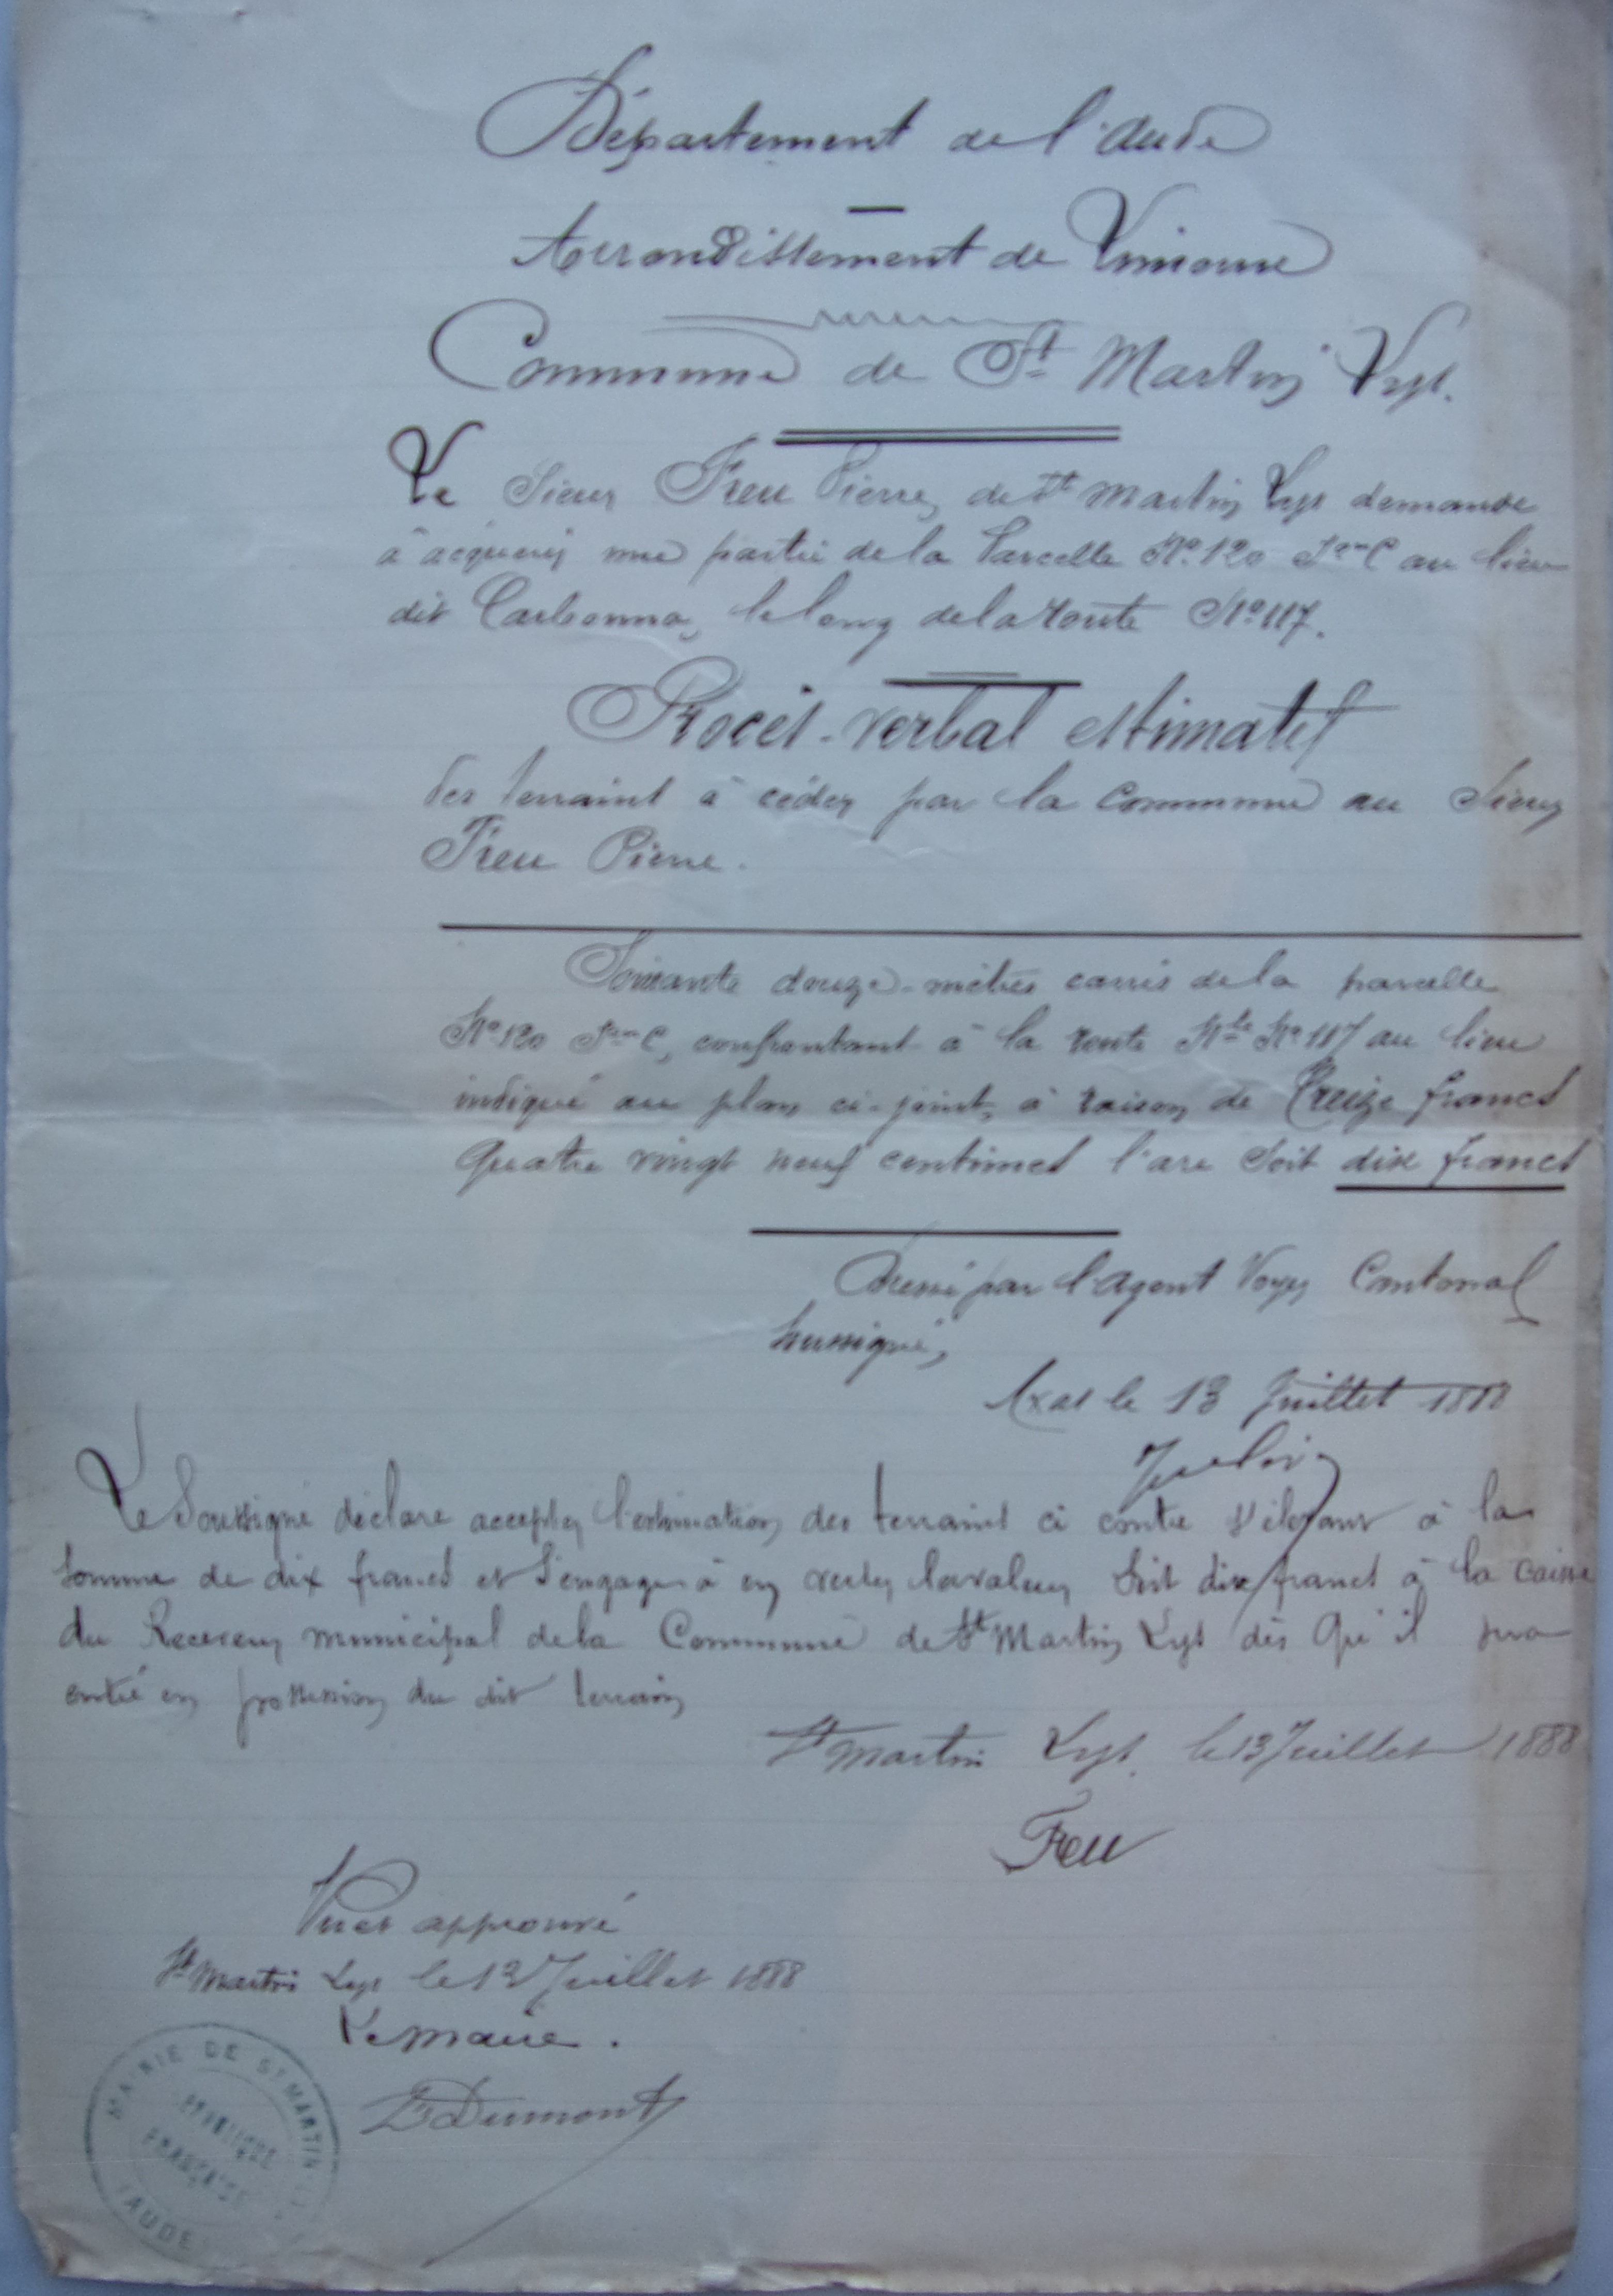 Département de l'Aude
Arrondissement de Limoux
Commune de St Martin Lys.
Le Sieur Freu Pierre, de St Martin Lys demande
à acquérir une partie de la Parcelle No 120 Son C au lieu
dit Carbonna, le long de la route No 117.
Procès-verbal estimatif
des terrains à céder par la Commune au Sieur
Freu Pierre.
Soixante douze mètres carrés de la parcelle
No 120 Son C, confrontant à la route Nle No 117 au lieu
indiqué au plan ci-joint, à raison de Treize francs
quatre vingt neuf centimes l'are soit dix francs
Dressé par l'Agent Voyer Cantonal
soussigné,
Axat le 13 Juillet 1888
Le Soussigné déclare accepter l'estimation des terrains ci contre s'élevant à la
somme de dix francs et s'engage à en verser la valeur soit dix francs à la caisse
du Receveur municipal de la Commune de St Martin Lys dès qu'il sera
entré en possession du dit terrain
St Martin Lys. le 13 Juillet 1888
Freu
Vu et approuvé
St Martin Lys le 13 Juillet 1888
Le maire.
Dumont
MAIRIE DE ST MARTIN
RÉPUBLIQUE
FRANÇAISE
AUDE